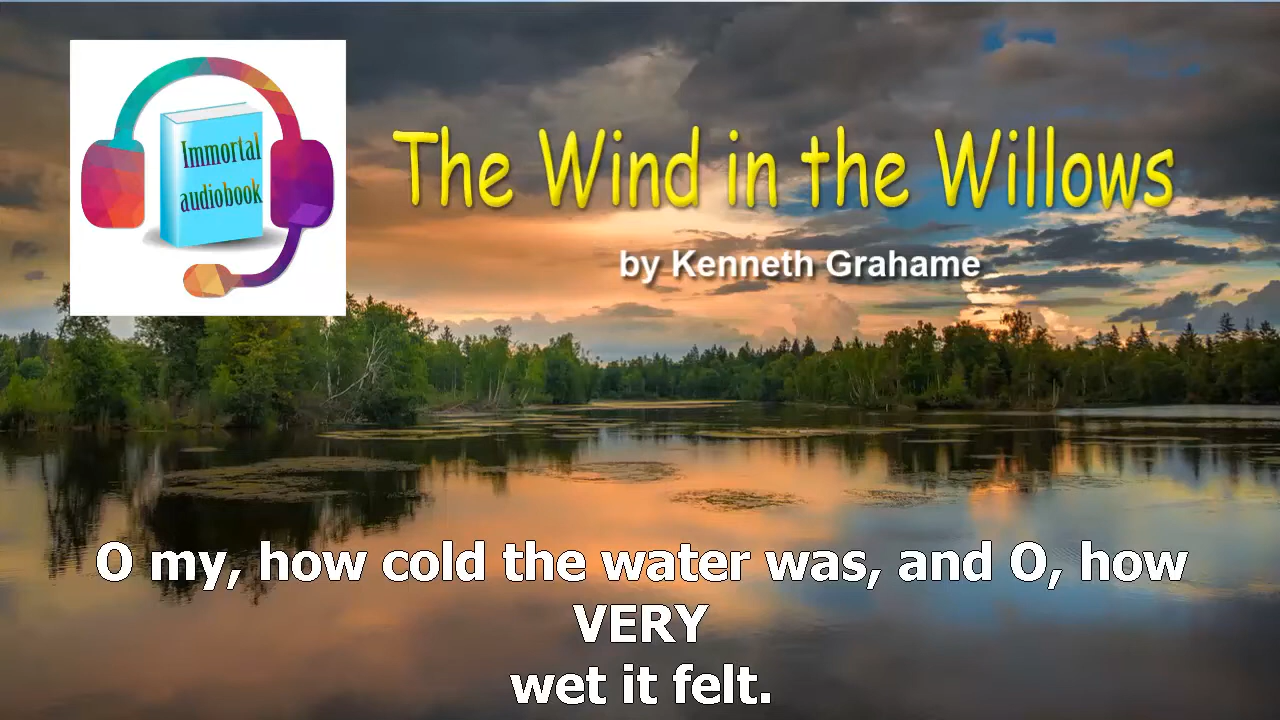 Immortal
audiobook
The Wind in the Willows
by Kenneth Grahame
O my, how cold the water was, and O, how
VERY
wet it felt.